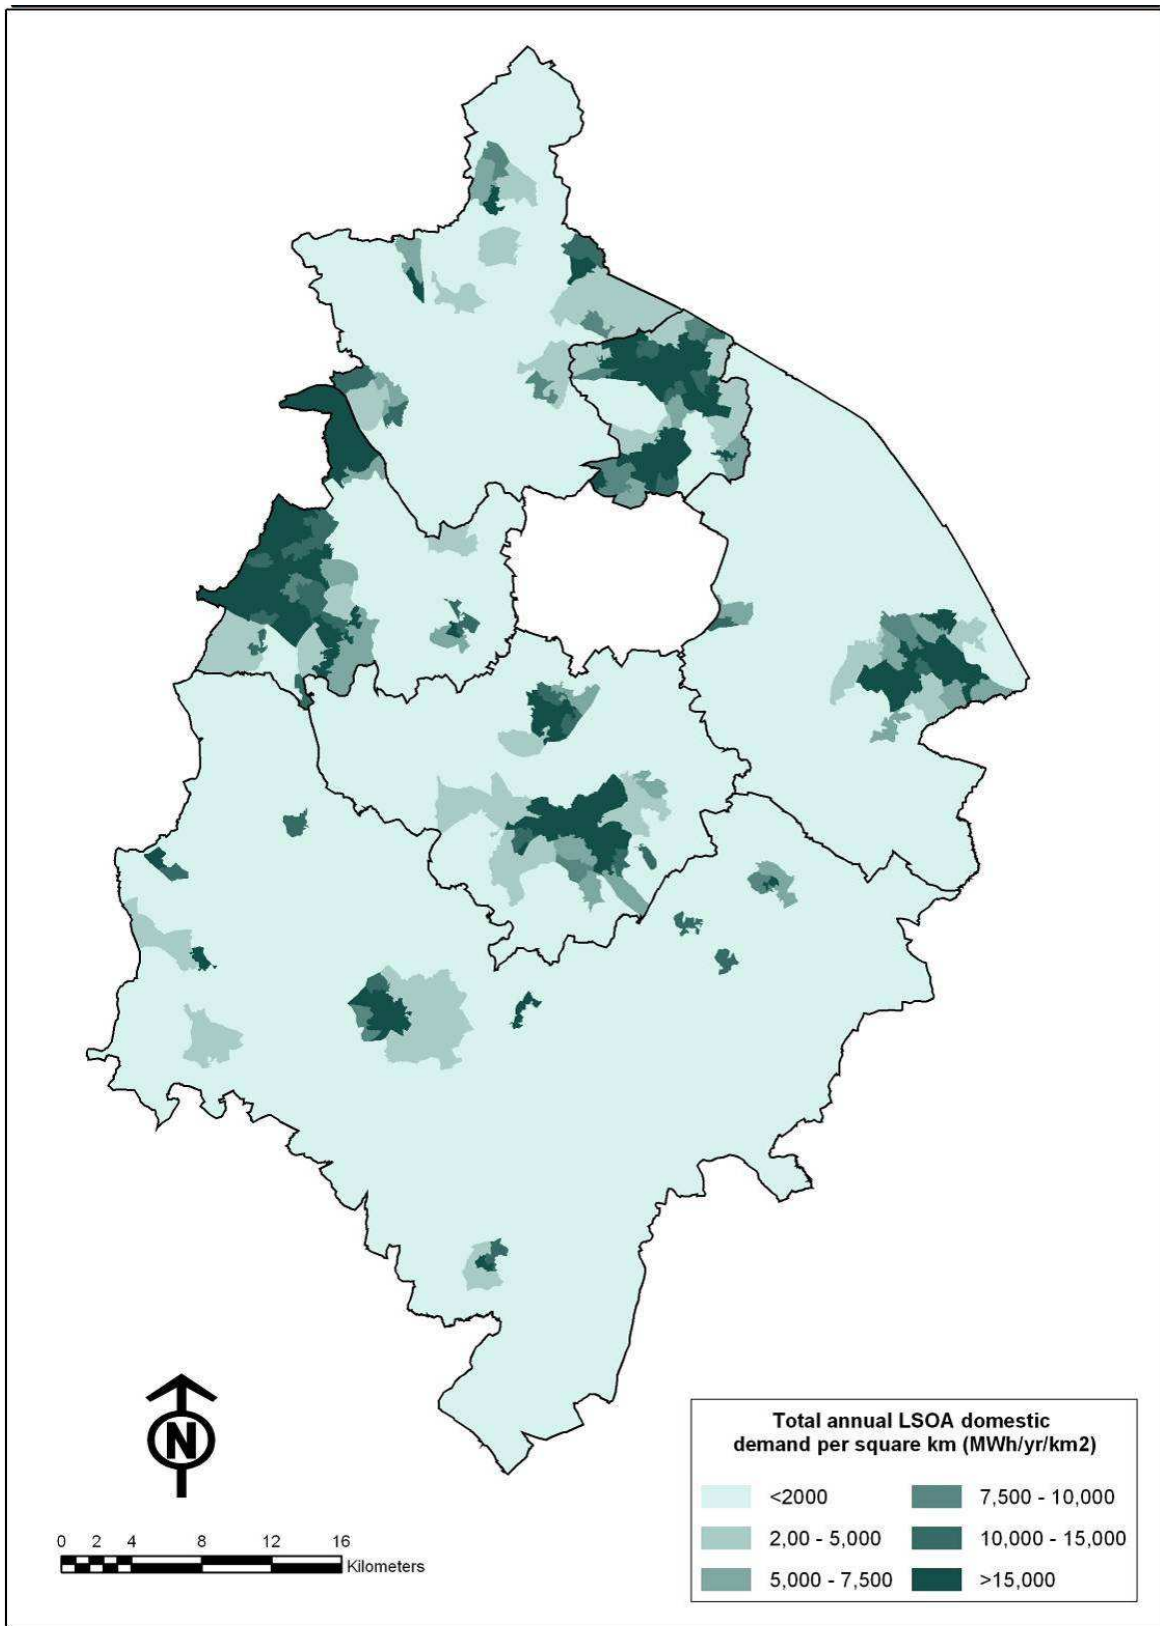 N
0 2 4 8 12 16
Kilometers
Total annual LSOA domestic
demand per square km (MWh/yr/km2)
<2000
2,00 - 5,000
5,000 - 7,500
7,500 - 10,000
10,000 - 15,000
>15,000